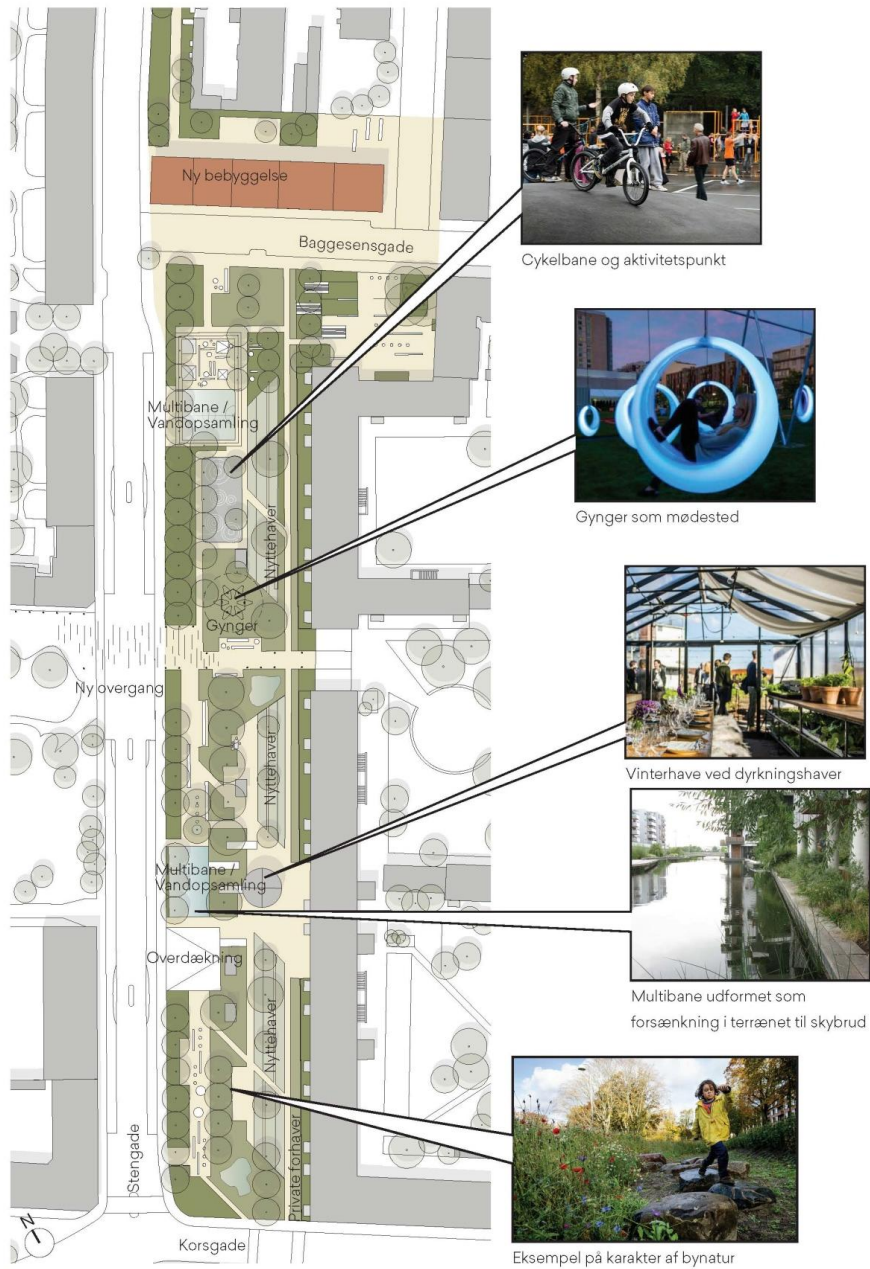 Ny bebyggelse
Baggesensgade
Cykelbane og aktivitetspunkt
Multibane /
Vandopsamling
Nyttehaver
Gynger
Gynger som mødested
Ny overgang
Nyttehaver
Vinterhave ved dyrkningshaver
Multibane /
Vandopsamling
Overdækning
Multibane udformet som
forsænkning i terrænet til skybrud
Nyttehaver
Private forhaver
Stengade
Korsgade
N
Eksempel på karakter af bynatur